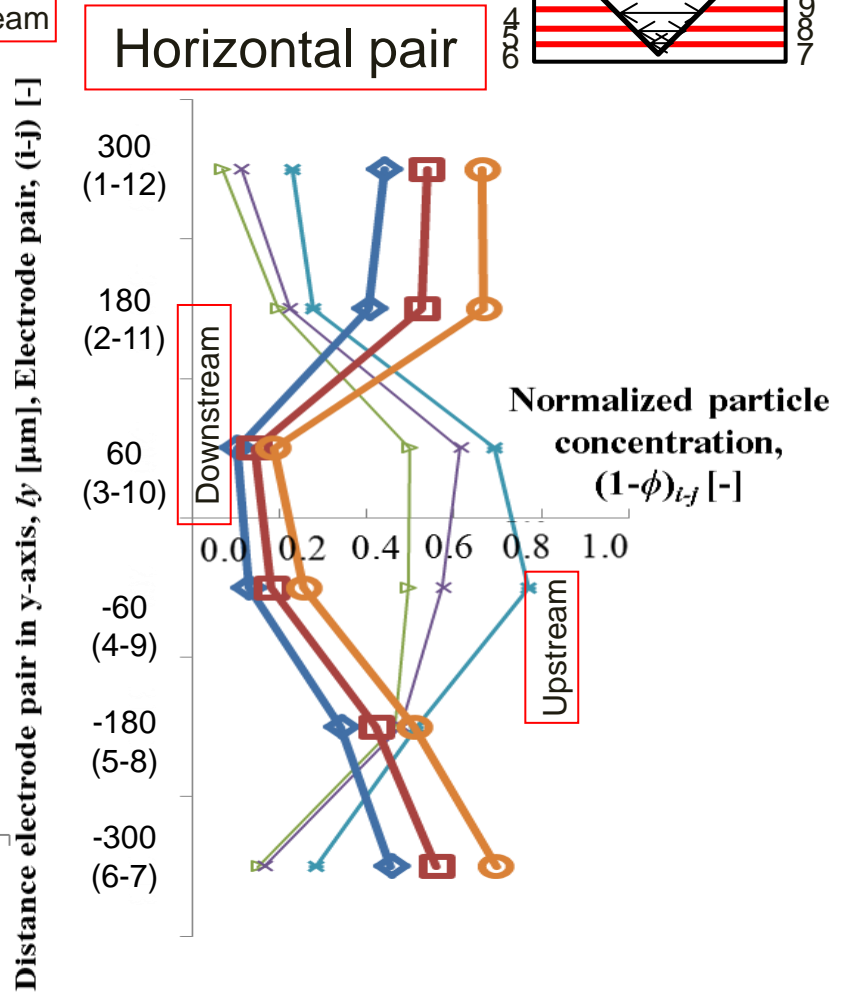 eam
Horizontal pair
4
5
6
9
8
7
Distance electrode pair in y-axis, ly [μm], Electrode pair, (i-j) [-]
300
(1-12)
180
(2-11)
60
(3-10)
-60
(4-9)
-180
(5-8)
-300
(6-7)
Downstream
Normalized particle
concentration,
(1-ϕ)i-j [-]
0.0 0.2 0.4 0.6 0.8 1.0
Upstream